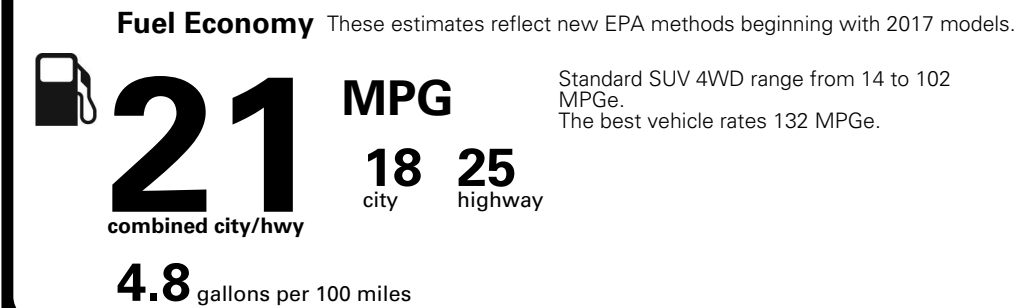 Fuel Economy These estimates reflect new EPA methods beginning with 2017 models.
21 MPG
Standard SUV 4WD range from 14 to 102
MPGe.
The best vehicle rates 132 MPGe.
18 25
city highway
combined city/hwy
4.8 gallons per 100 miles